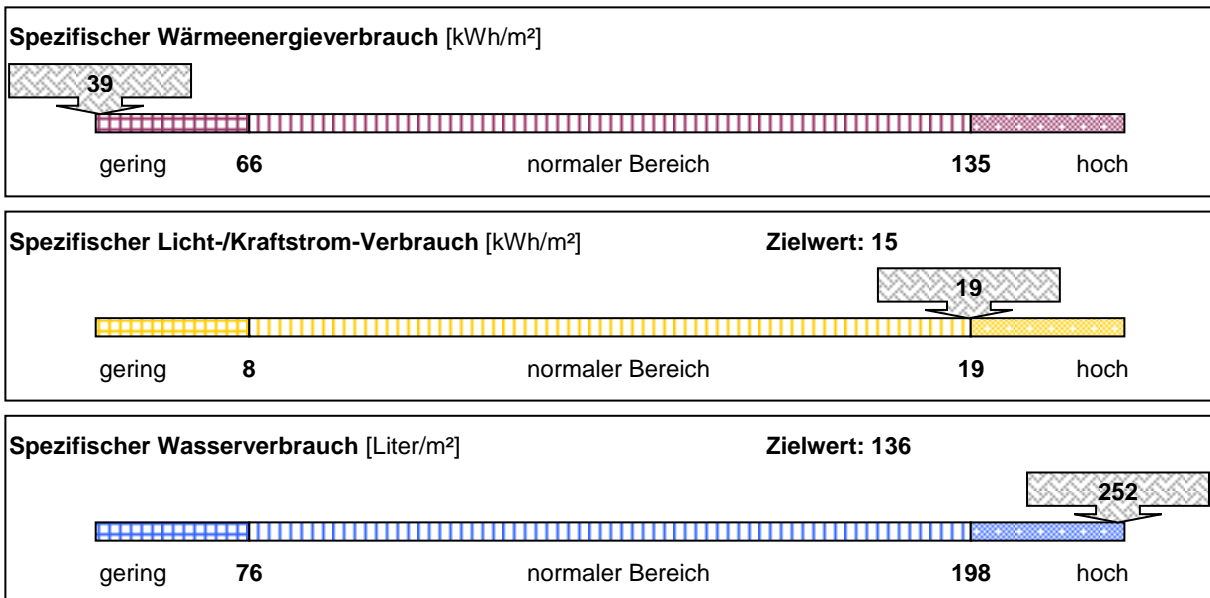 Spezifischer Wärmeenergieverbrauch [kWh/m²]
39
gering 66 normaler Bereich 135 hoch
Spezifischer Licht-/Kraftstrom-Verbrauch [kWh/m²] Zielwert: 15
19
gering 8 normaler Bereich 19 hoch
Spezifischer Wasserverbrauch [Liter/m²] Zielwert: 136
252
gering 76 normaler Bereich 198 hoch